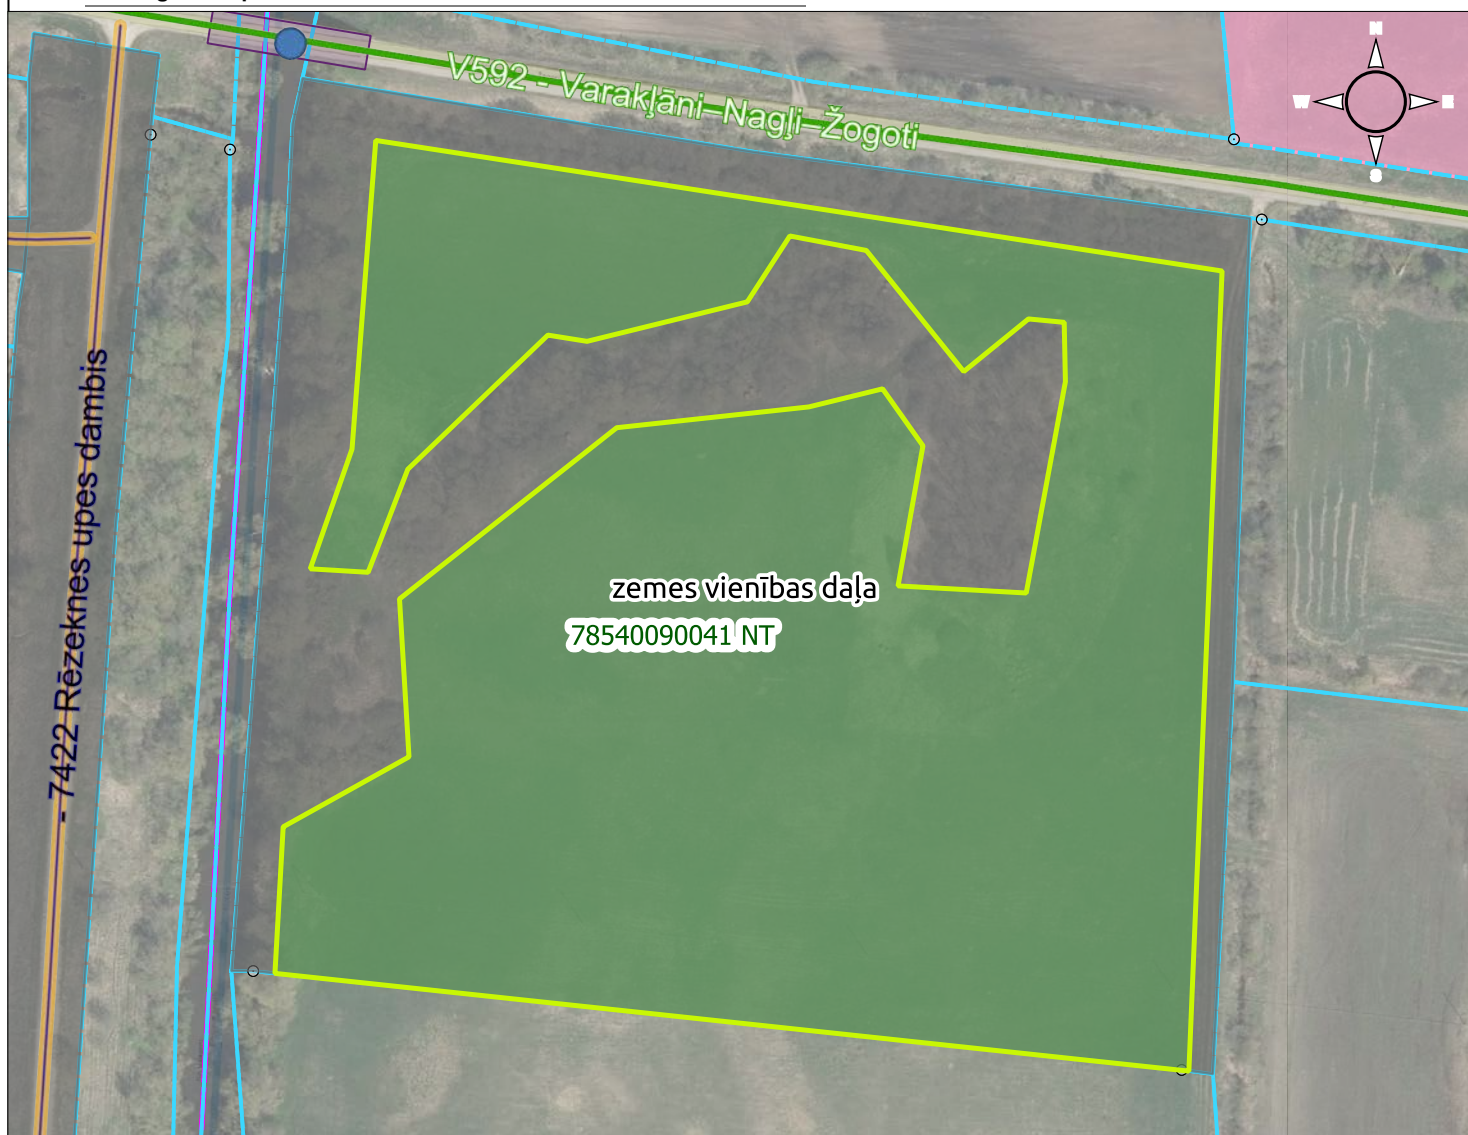 N
W E
S
V592 - Varakļāni–Nagļi–Žogoti
- 7422 Rēzeknes upes dambis
zemes vienības daļa
78540090041 NT